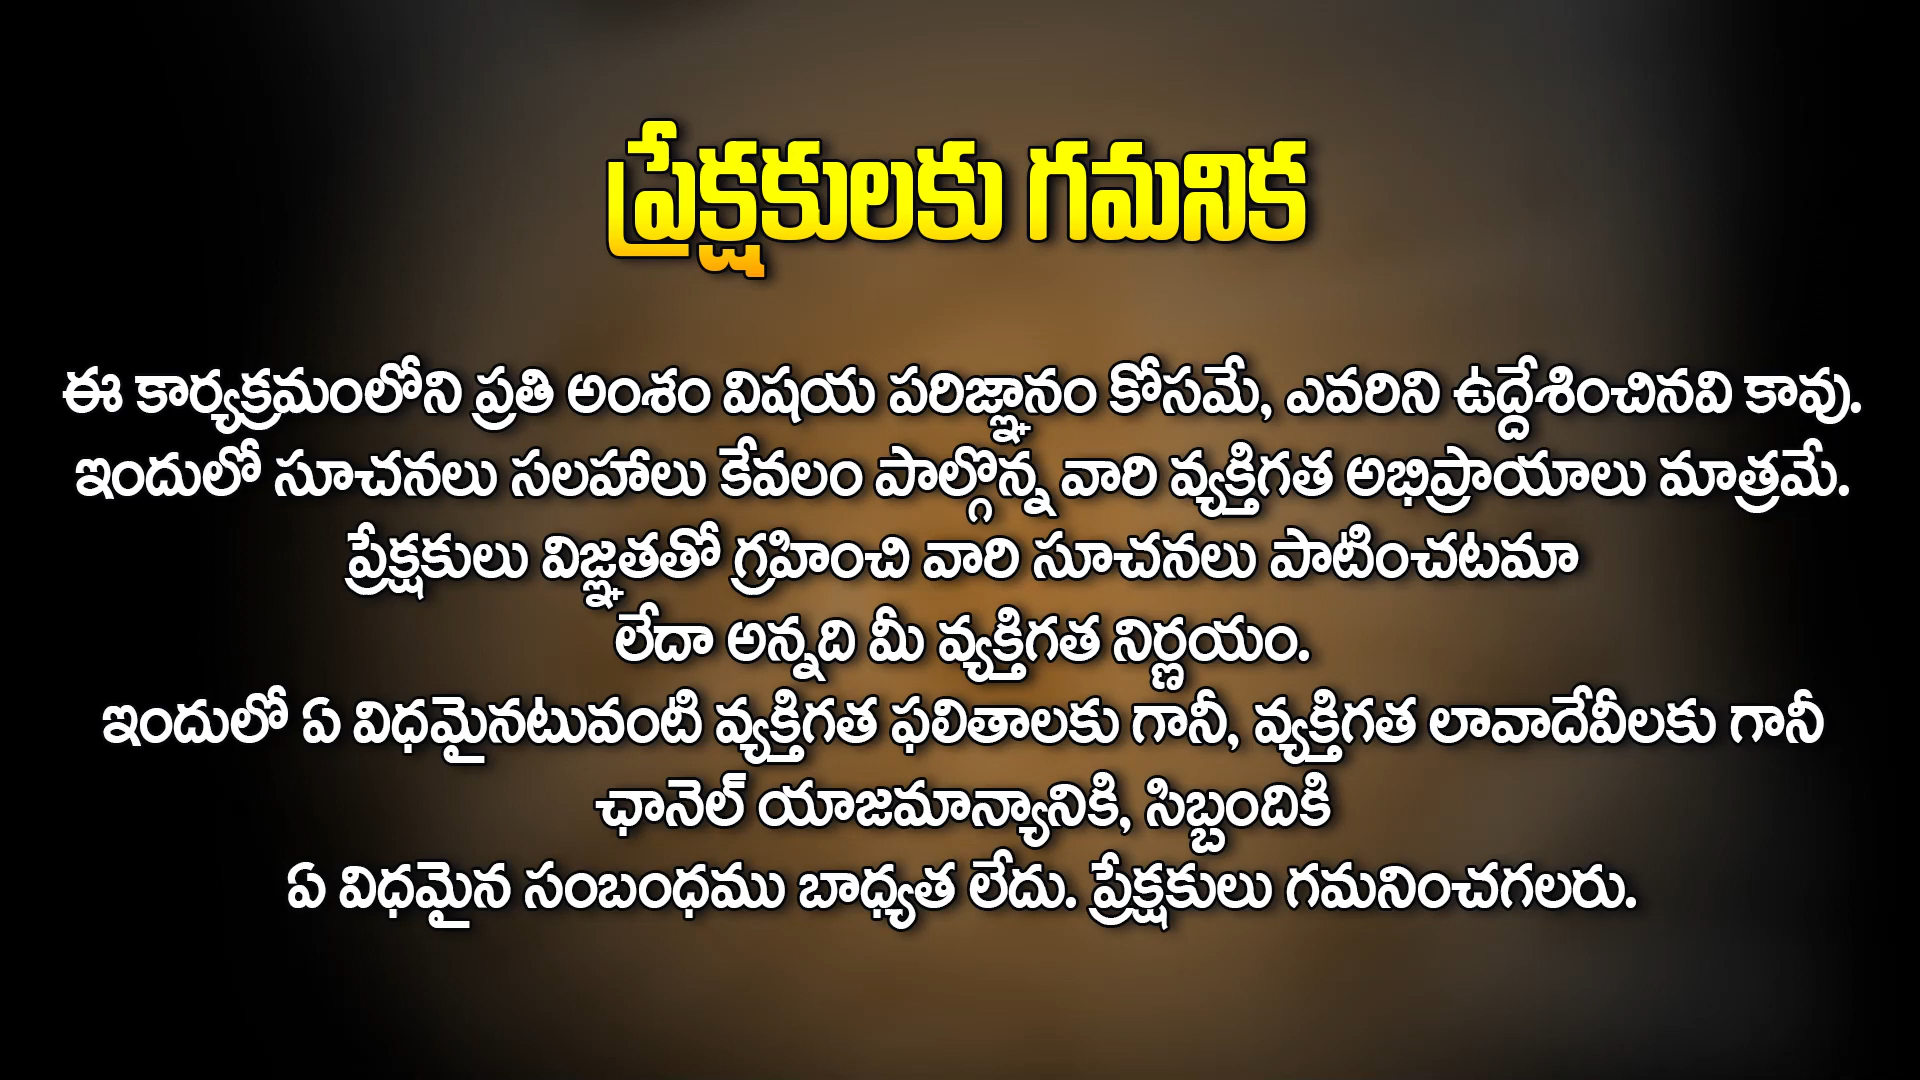 ప్రేక్షకులకు గమనిక
ఈ కార్యక్రమంలోని ప్రతి అంశం విషయ పరిజ్ఞానం కోసమే, ఎవరిని ఉద్దేశించినవి కావు.
ఇందులో సూచనలు సలహాలు కేవలం పాల్గొన్న వారి వ్యక్తిగత అభిప్రాయాలు మాత్రమే.
ప్రేక్షకులు విజ్ఞతతో గ్రహించి వారి సూచనలు పాటించటమా
లేదా అన్నది మీ వ్యక్తిగత నిర్ణయం.
ఇందులో ఏ విధమైనటువంటి వ్యక్తిగత ఫలితాలకు గానీ, వ్యక్తిగత లావాదేవీలకు గానీ
ఛానెల్ యాజమాన్యానికి, సిబ్బందికి
ఏ విధమైన సంబంధము బాధ్యత లేదు. ప్రేక్షకులు గమనించగలరు.